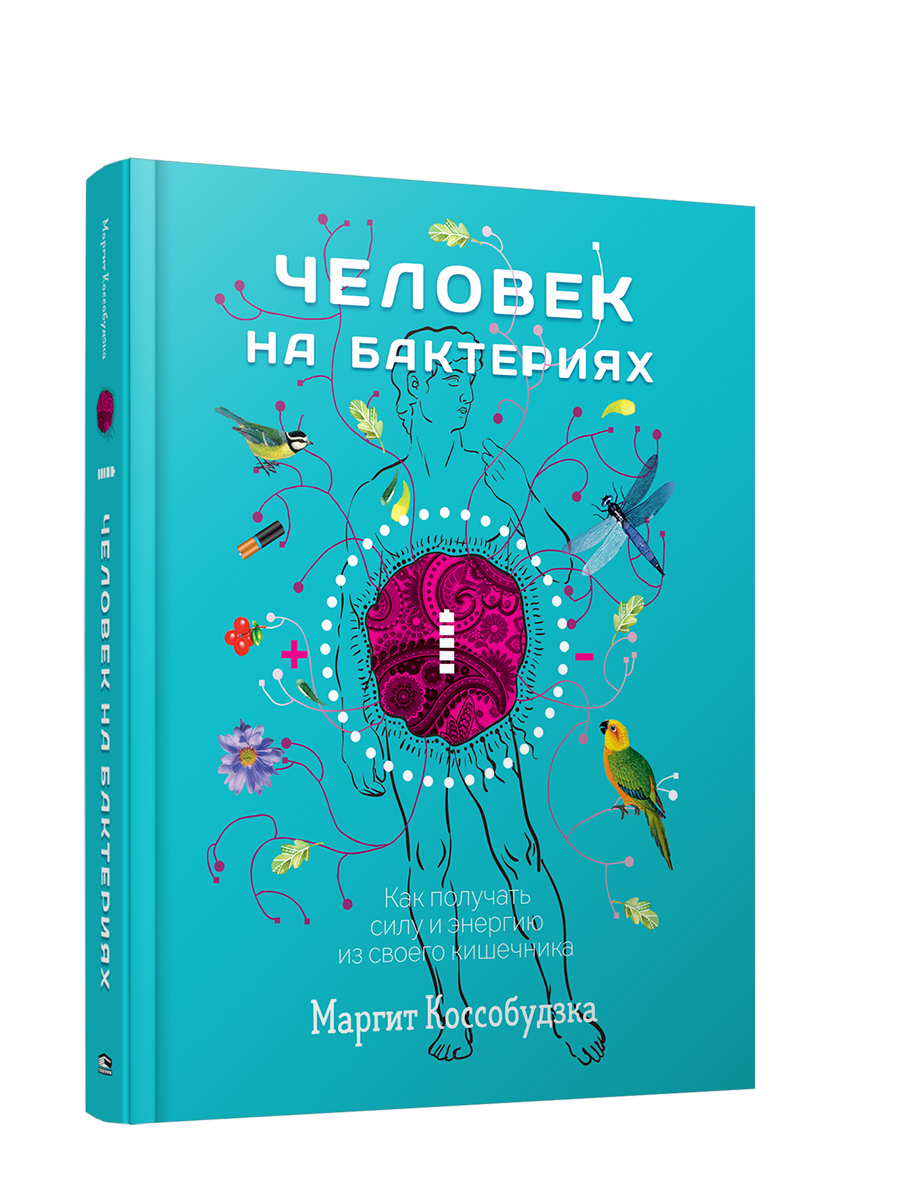 ЧЕЛОВЕК
НА БАКТЕРИЯХ
+
-
Как получать
силу и энергию
из своего кишечника
Маргит Коссобудзка
Маргит Коссобудзка
ЧЕЛОВЕК НА БАКТЕРИЯХ